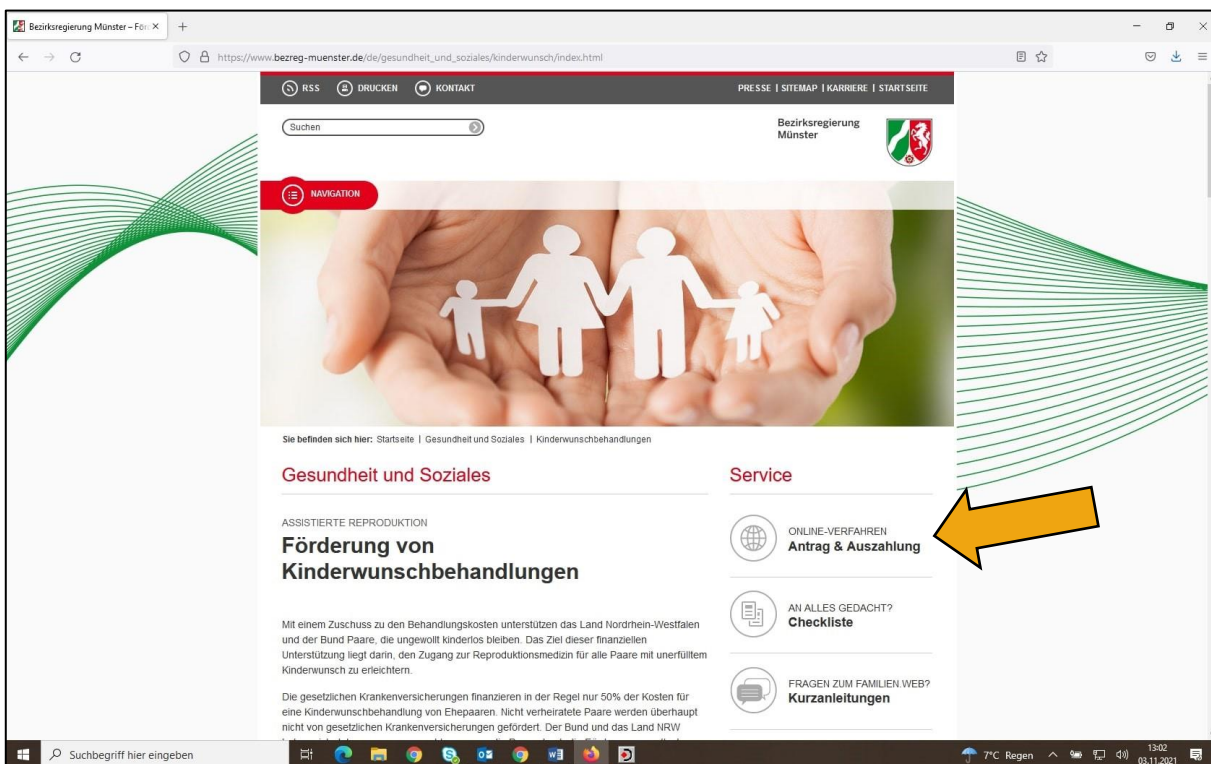 Bezirksregierung Münster – För
https://www.bezreg-muenster.de/de/gesundheit_und_soziales/kinderwunsch/index.html
RSS DRUCKEN KONTAKT PRESSE | SITEMAP | KARRIERE | STARTSEITE
Suchen
Bezirksregierung
Münster
NAVIGATION
Sie befinden sich hier: Startseite | Gesundheit und Soziales | Kinderwunschbehandlungen
Gesundheit und Soziales
ASSISTIERTE REPRODUKTION
Förderung von
Kinderwunschbehandlungen
Mit einem Zuschuss zu den Behandlungskosten unterstützen das Land Nordrhein-Westfalen
und der Bund Paare, die ungewollt kinderlos bleiben. Das Ziel dieser finanziellen
Unterstützung liegt darin, den Zugang zur Reproduktionsmedizin für alle Paare mit unerfülltem
Kinderwunsch zu erleichtern.
Die gesetzlichen Krankenversicherungen finanzieren in der Regel nur 50% der Kosten für
eine Kinderwunschbehandlung von Ehepaaren. Nicht verheiratete Paare werden überhaupt
nicht von gesetzlichen Krankenversicherungen gefördert. Der Bund und das Land NRW
Service
ONLINE-VERFAHREN
Antrag & Auszahlung
AN ALLES GEDACHT?
Checkliste
FRAGEN ZUM FAMILIEN.WEB?
Kurzanleitungen
Suchbegriff hier eingeben
7°C Regen
13:02
03.11.2021